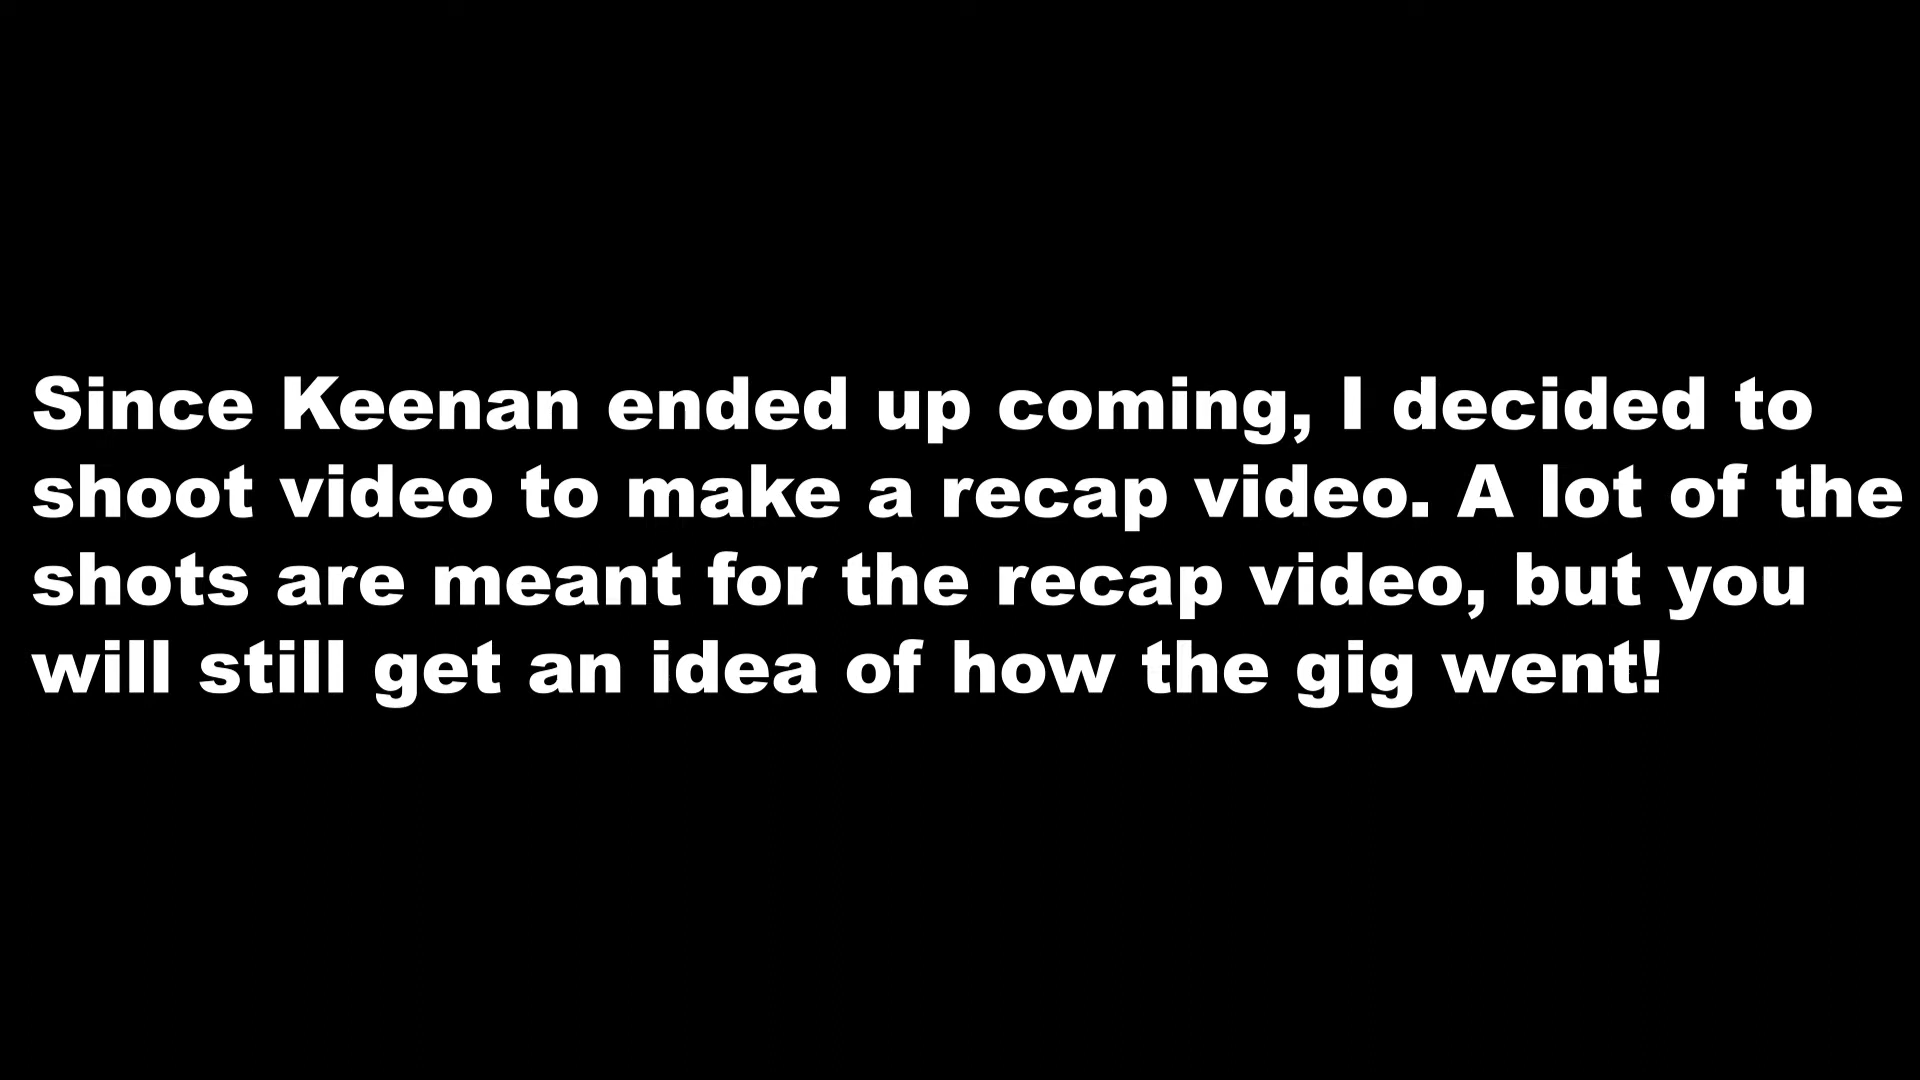 Since Keenan ended up coming, I decided to
shoot video to make a recap video. A lot of the
shots are meant for the recap video, but you
will still get an idea of how the gig went!